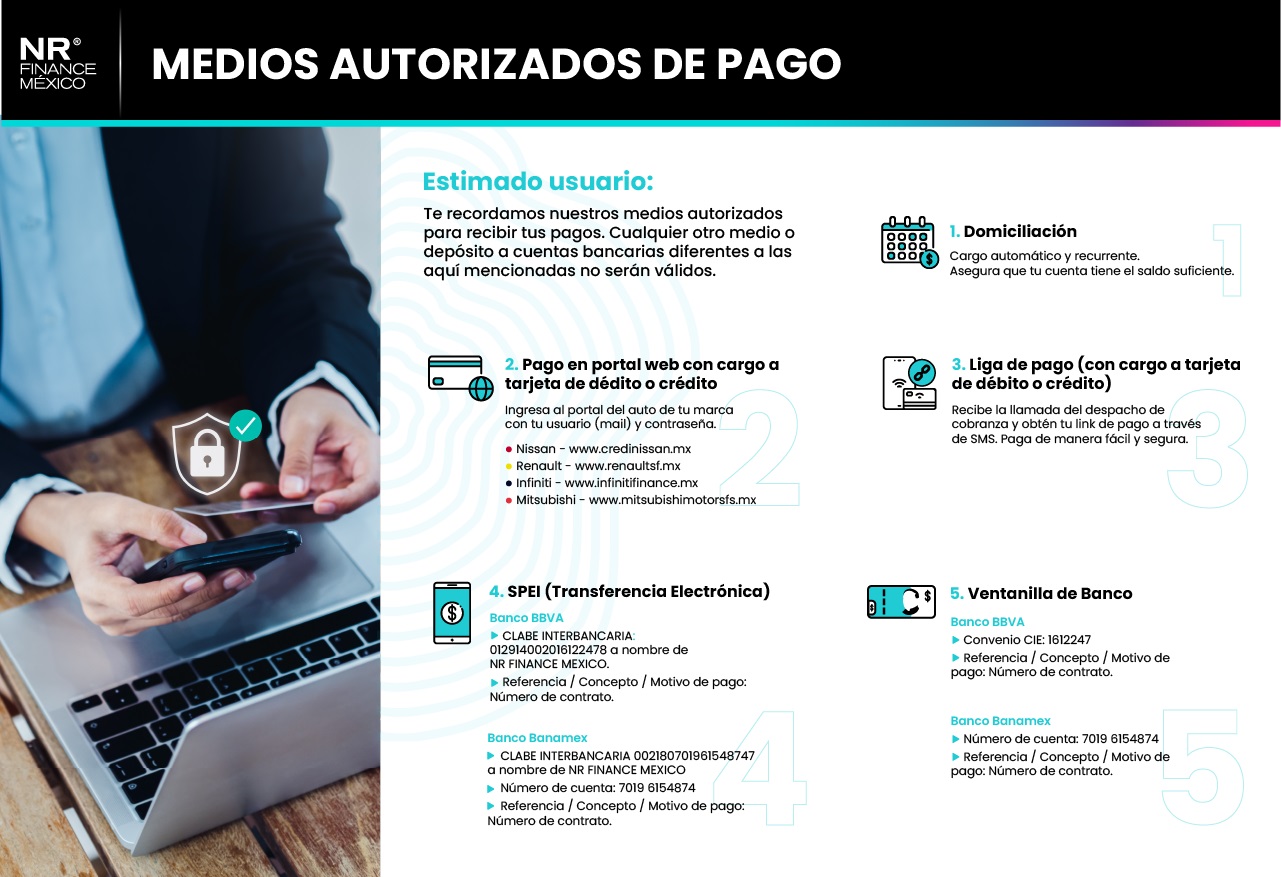 NR®
FINANCE
MÉXICO
MEDIOS AUTORIZADOS DE PAGO
Estimado usuario:
Te recordamos nuestros medios autorizados
para recibir tus pagos. Cualquier otro medio o
depósito a cuentas bancarias diferentes a las
aquí mencionadas no serán válidos.
1
1. Domiciliación
Cargo automático y recurrente.
Asegura que tu cuenta tiene el saldo suficiente.
2
2. Pago en portal web con cargo a
tarjeta de dédito o crédito
Ingresa al portal del auto de tu marca
con tu usuario (mail) y contraseña.
● Nissan - www.credinissan.mx
● Renault - www.renaultsf.mx
● Infiniti - www.infinitifinance.mx
● Mitsubishi - www.mitsubishimotorsfs.mx
3
3. Liga de pago (con cargo a tarjeta
de débito o crédito)
Recibe la llamada del despacho de
cobranza y obtén tu link de pago a través
de SMS. Paga de manera fácil y segura.
4
4. SPEI (Transferencia Electrónica)
Banco BBVA
▶ CLABE INTERBANCARIA:
012914002016122478 a nombre de
NR FINANCE MEXICO.
▶ Referencia / Concepto / Motivo de pago:
Número de contrato.
Banco Banamex
▶ CLABE INTERBANCARIA 002180701961548747
a nombre de NR FINANCE MEXICO
▶ Número de cuenta: 7019 6154874
▶ Referencia / Concepto / Motivo de pago:
Número de contrato.
5
5. Ventanilla de Banco
Banco BBVA
▶ Convenio CIE: 1612247
▶ Referencia / Concepto / Motivo de
pago: Número de contrato.
Banco Banamex
▶ Número de cuenta: 7019 6154874
▶ Referencia / Concepto / Motivo de
pago: Número de contrato.